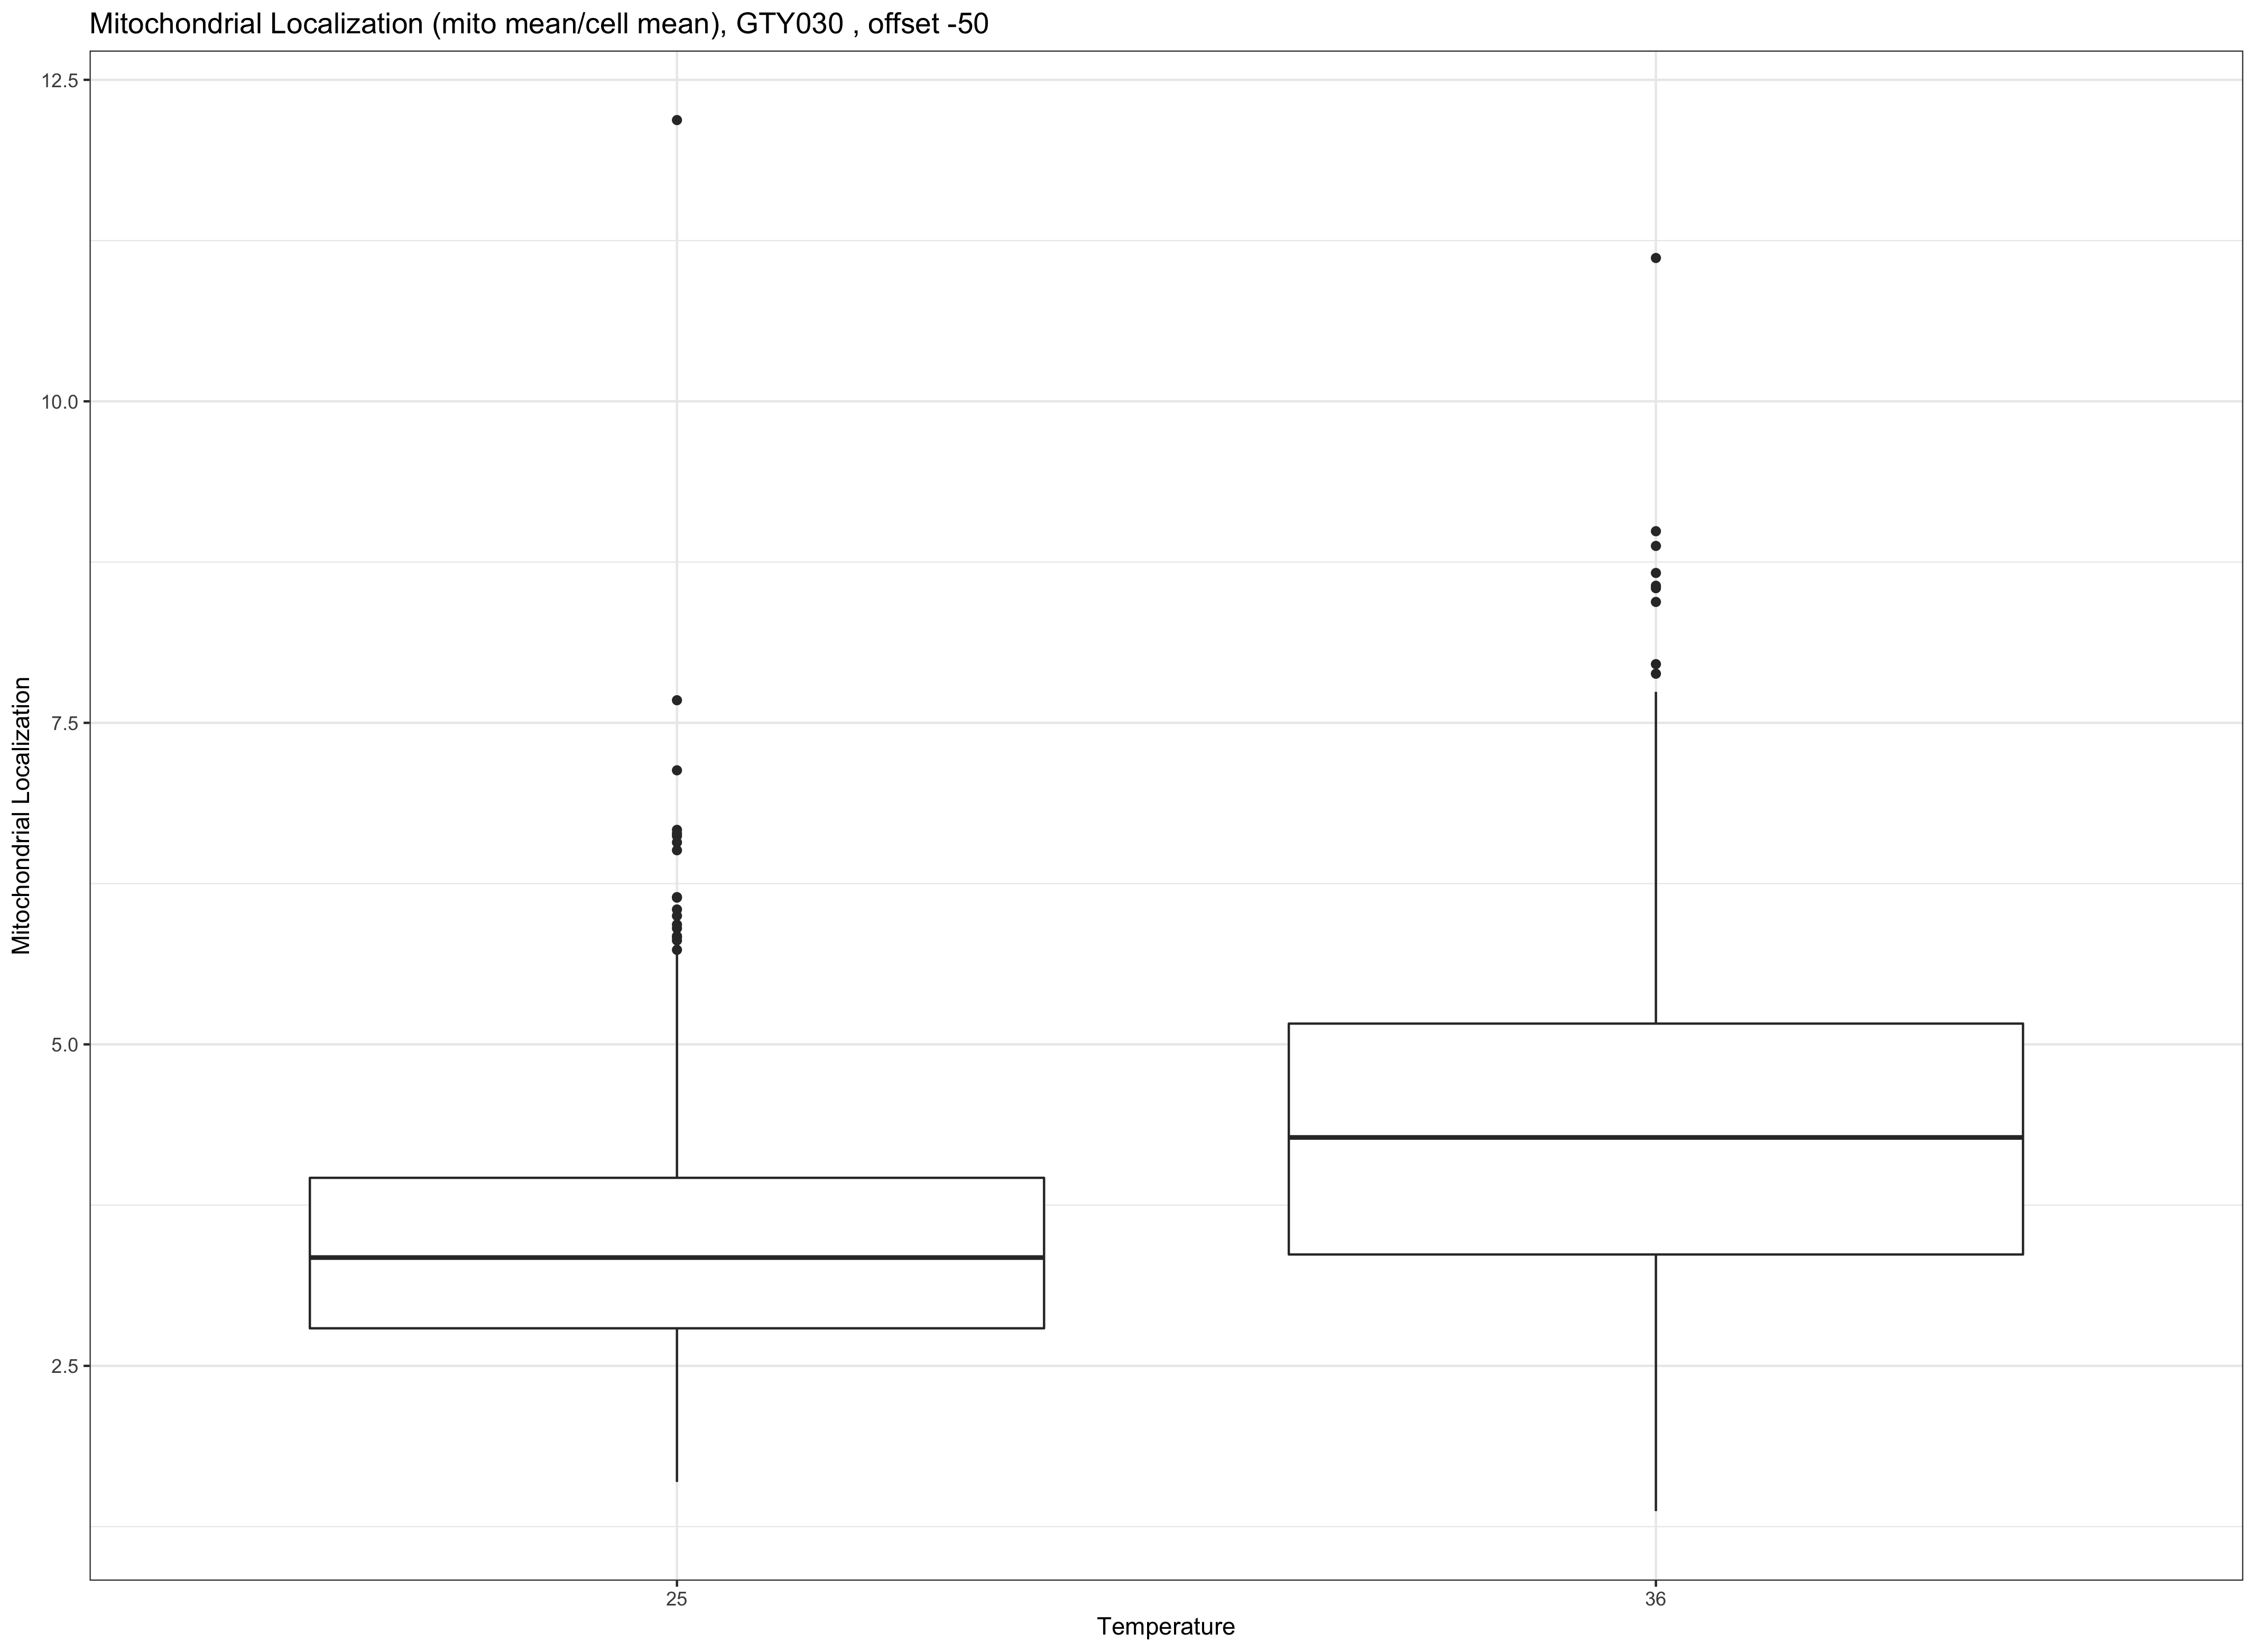 Mitochondrial Localization (mito mean/cell mean), GTY030 , offset -50
12.5
10.0
7.5
5.0
2.5
Mitochondrial Localization
25
36
Temperature